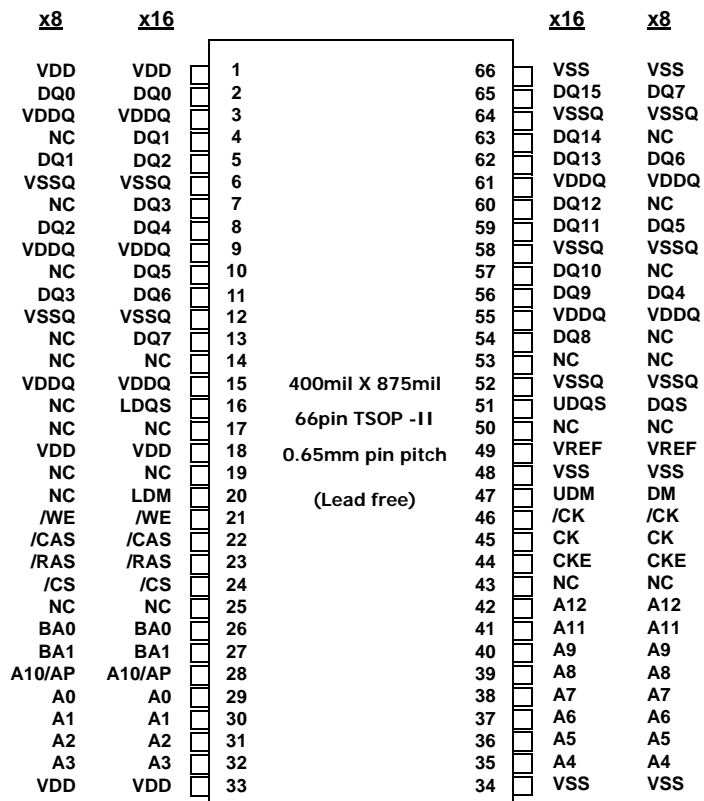 x8 x16 x16 x8
VDD VDD 1 66 VSS VSS
DQ0 DQ0 2 65 DQ15 DQ7
VDDQ VDDQ 3 64 VSSQ VSSQ
NC DQ1 4 63 DQ14 NC
DQ1 DQ2 5 62 DQ13 DQ6
VSSQ VSSQ 6 61 VDDQ VDDQ
NC DQ3 7 60 DQ12 NC
DQ2 DQ4 8 59 DQ11 DQ5
VDDQ VDDQ 9 58 VSSQ VSSQ
NC DQ5 10 57 DQ10 NC
DQ3 DQ6 11 56 DQ9 DQ4
VSSQ VSSQ 12 55 VDDQ VDDQ
NC DQ7 13 54 DQ8 NC
NC NC 14 53 NC NC
VDDQ VDDQ 15 400mil X 875mil 52 VSSQ VSSQ
NC LDQS 16 66pin TSOP -II 51 UDQS DQS
NC NC 17 50 NC NC
VDD VDD 18 0.65mm pin pitch 49 VREF VREF
NC NC 19 48 VSS VSS
NC LDM 20 (Lead free) 47 UDM DM
/WE /WE 21 46 /CK /CK
/CAS /CAS 22 45 CK CK
/RAS /RAS 23 44 CKE CKE
/CS /CS 24 43 NC NC
NC NC 25 42 A12 A12
BA0 BA0 26 41 A11 A11
BA1 BA1 27 40 A9 A9
A10/AP A10/AP 28 39 A8 A8
A0 A0 29 38 A7 A7
A1 A1 30 37 A6 A6
A2 A2 31 36 A5 A5
A3 A3 32 35 A4 A4
VDD VDD 33 34 VSS VSS